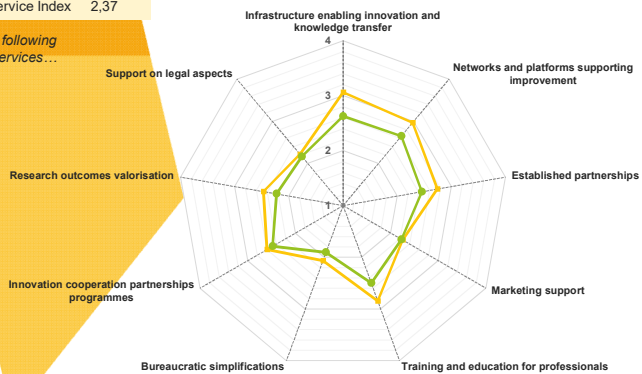 ervice Index 2,37
following
ervices…
Infrastructure enabling innovation and
knowledge transfer
4
Support on legal aspects
Networks and platforms supporting
improvement
3
2
Research outcomes valorisation
Established partnerships
1
Innovation cooperation partnerships
programmes
Marketing support
Bureaucratic simplifications
Training and education for professionals